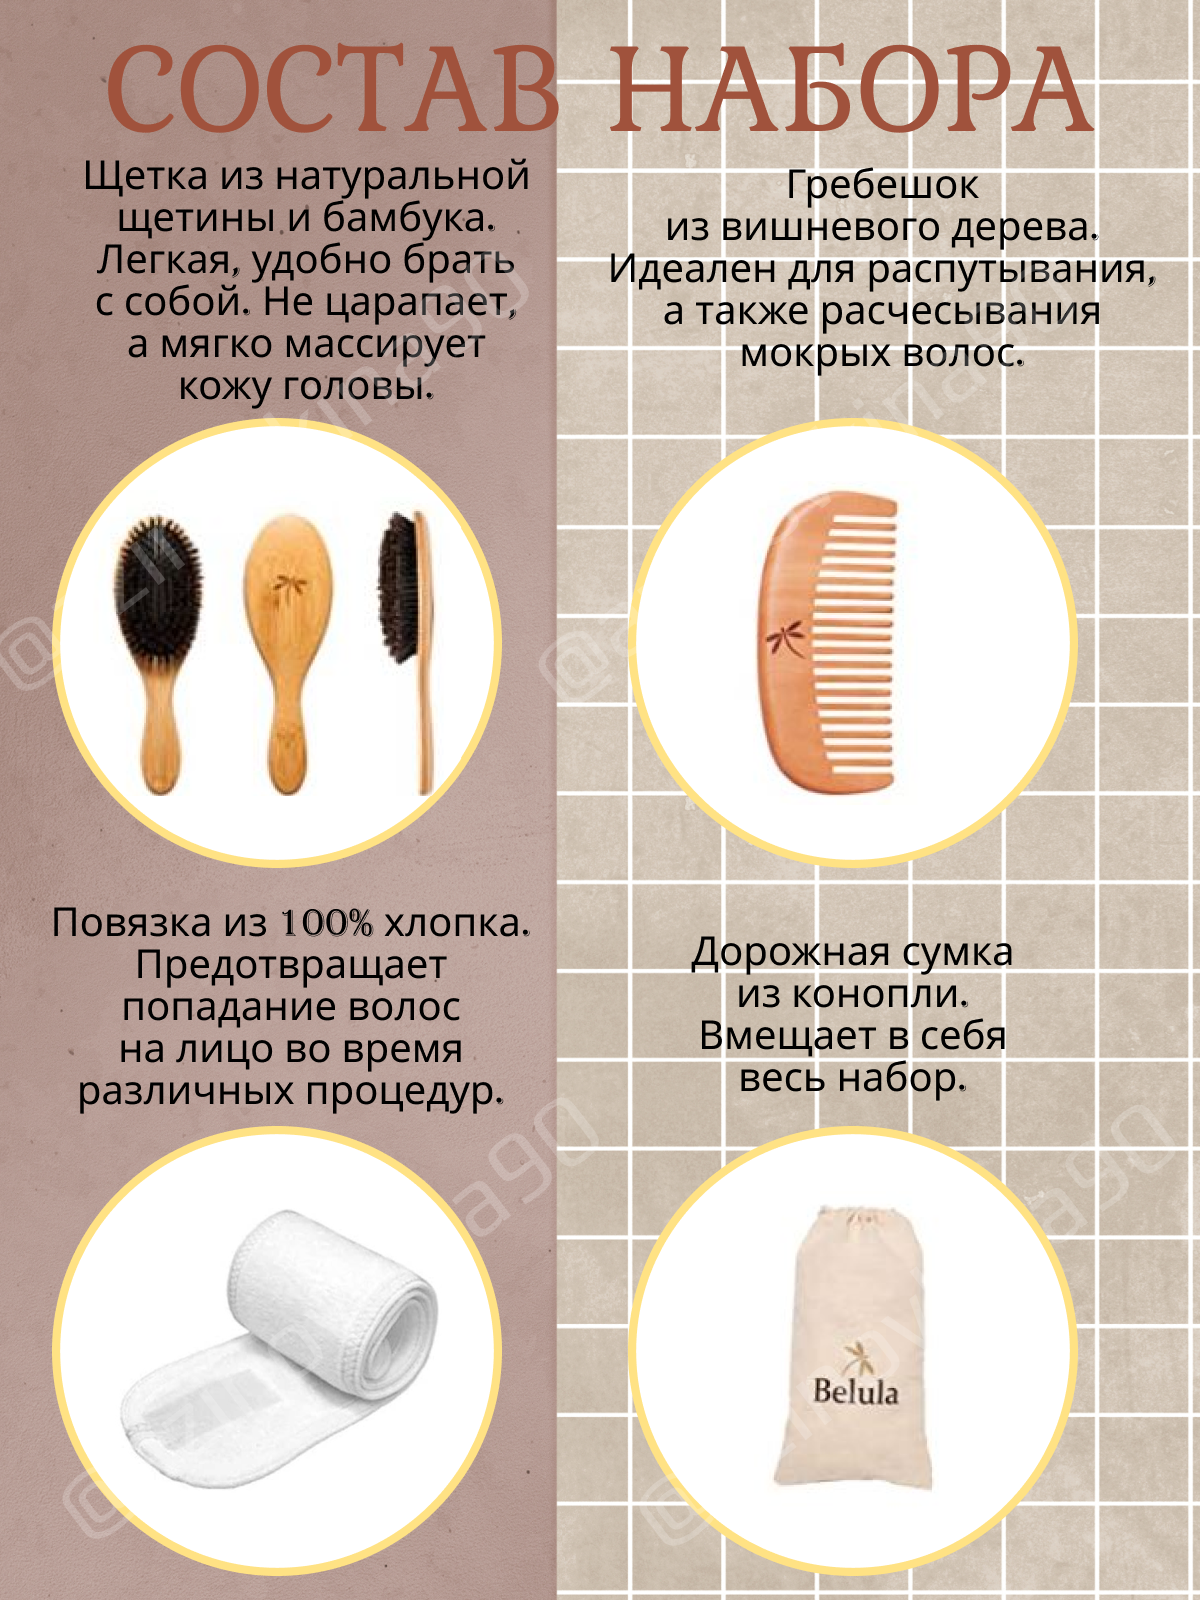 СОСТАВ НАБОРА
Щетка из натуральной
щетины и бамбука.
Легкая, удобно брать
с собой. Не царапает,
а мягко массирует
кожу головы.
Гребешок
из вишневого дерева.
Идеален для распутывания,
а также расчесывания
мокрых волос.
Повязка из 100% хлопка.
Предотвращает
попадание волос
на лицо во время
различных процедур.
Дорожная сумка
из конопли.
Вмещает в себя
весь набор.
Belula